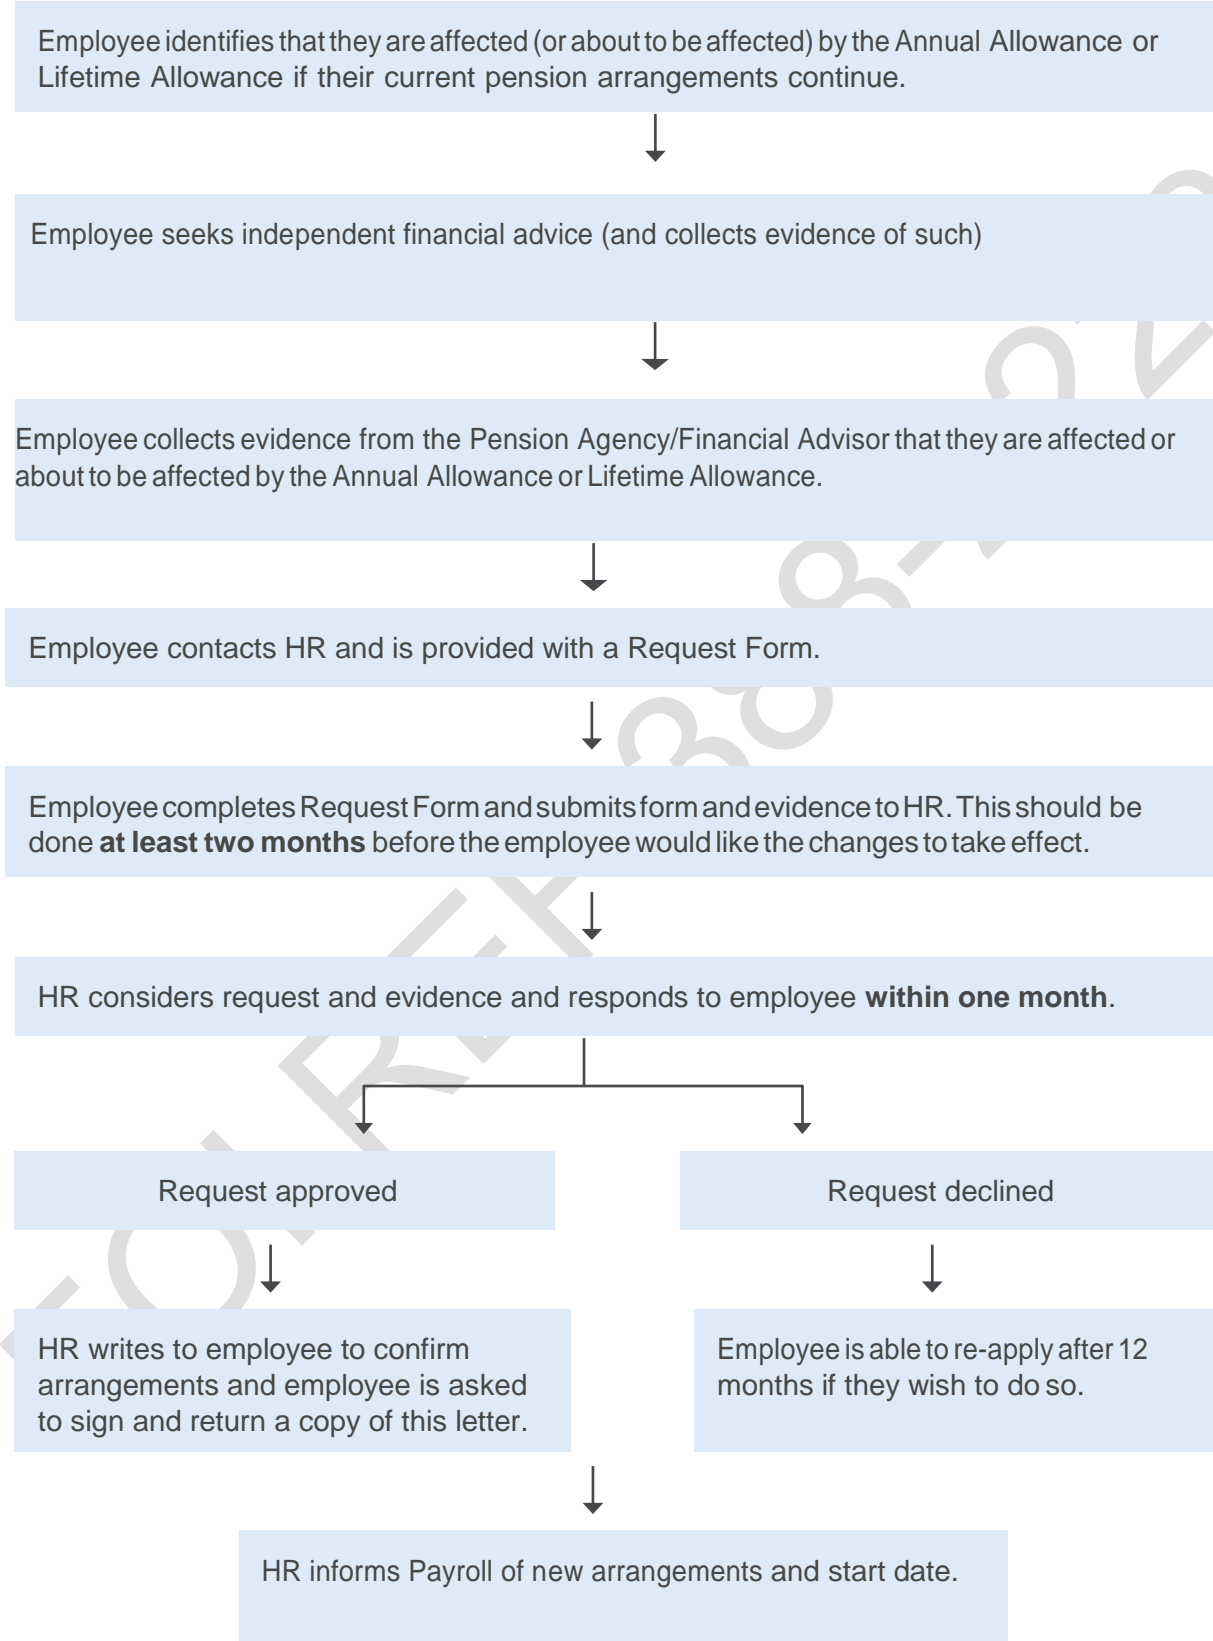 Employee identifies that they are affected (or about to be affected) by the Annual Allowance or
Lifetime Allowance if their current pension arrangements continue.
Employee seeks independent financial advice (and collects evidence of such)
Employee collects evidence from the Pension Agency/Financial Advisor that they are affected or
about to be affected by the Annual Allowance or Lifetime Allowance.
Employee contacts HR and is provided with a Request Form.
Employee completes Request Form and submits form and evidence to HR. This should be
done at least two months before the employee would like the changes to take effect.
HR considers request and evidence and responds to employee within one month.
Request approved
Request declined
HR writes to employee to confirm
arrangements and employee is asked
to sign and return a copy of this letter.
Employee is able to re-apply after 12
months if they wish to do so.
HR informs Payroll of new arrangements and start date.